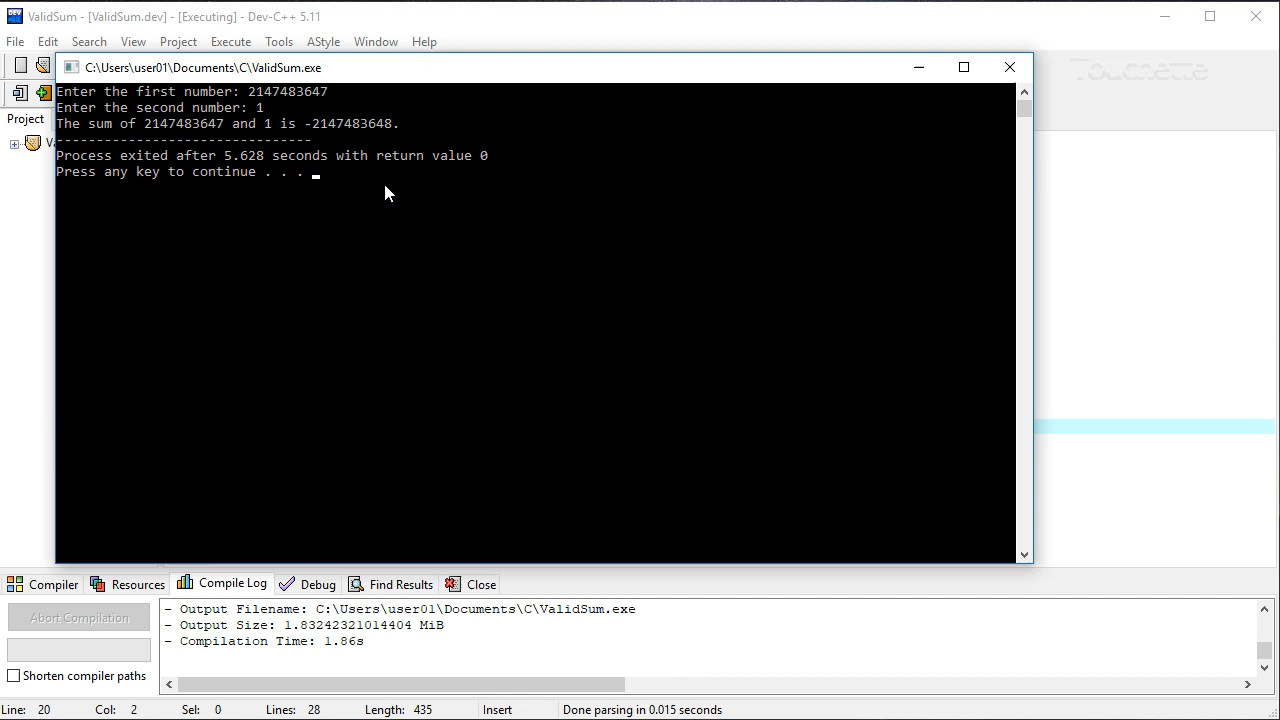 ValidSum - [ValidSum.dev] - [Executing] - Dev-C++ 5.11
File Edit Search View Project Execute Tools AStyle Window Help
C:\Users\user01\Documents\C\ValidSum.exe
Enter the first number: 2147483647
Enter the second number: 1
The sum of 2147483647 and 1 is -2147483648.
--------------------------------
Process exited after 5.628 seconds with return value 0
Press any key to continue . . .
Project
Compiler Resources Compile Log Debug Find Results Close
Abort Compilation
Shorten compiler paths
- Output Filename: C:\Users\user01\Documents\C\ValidSum.exe
- Output Size: 1.83242321014404 MiB
- Compilation Time: 1.86s
Line: 20 Col: 2 Sel: 0 Lines: 28 Length: 435 Insert Done parsing in 0.015 seconds